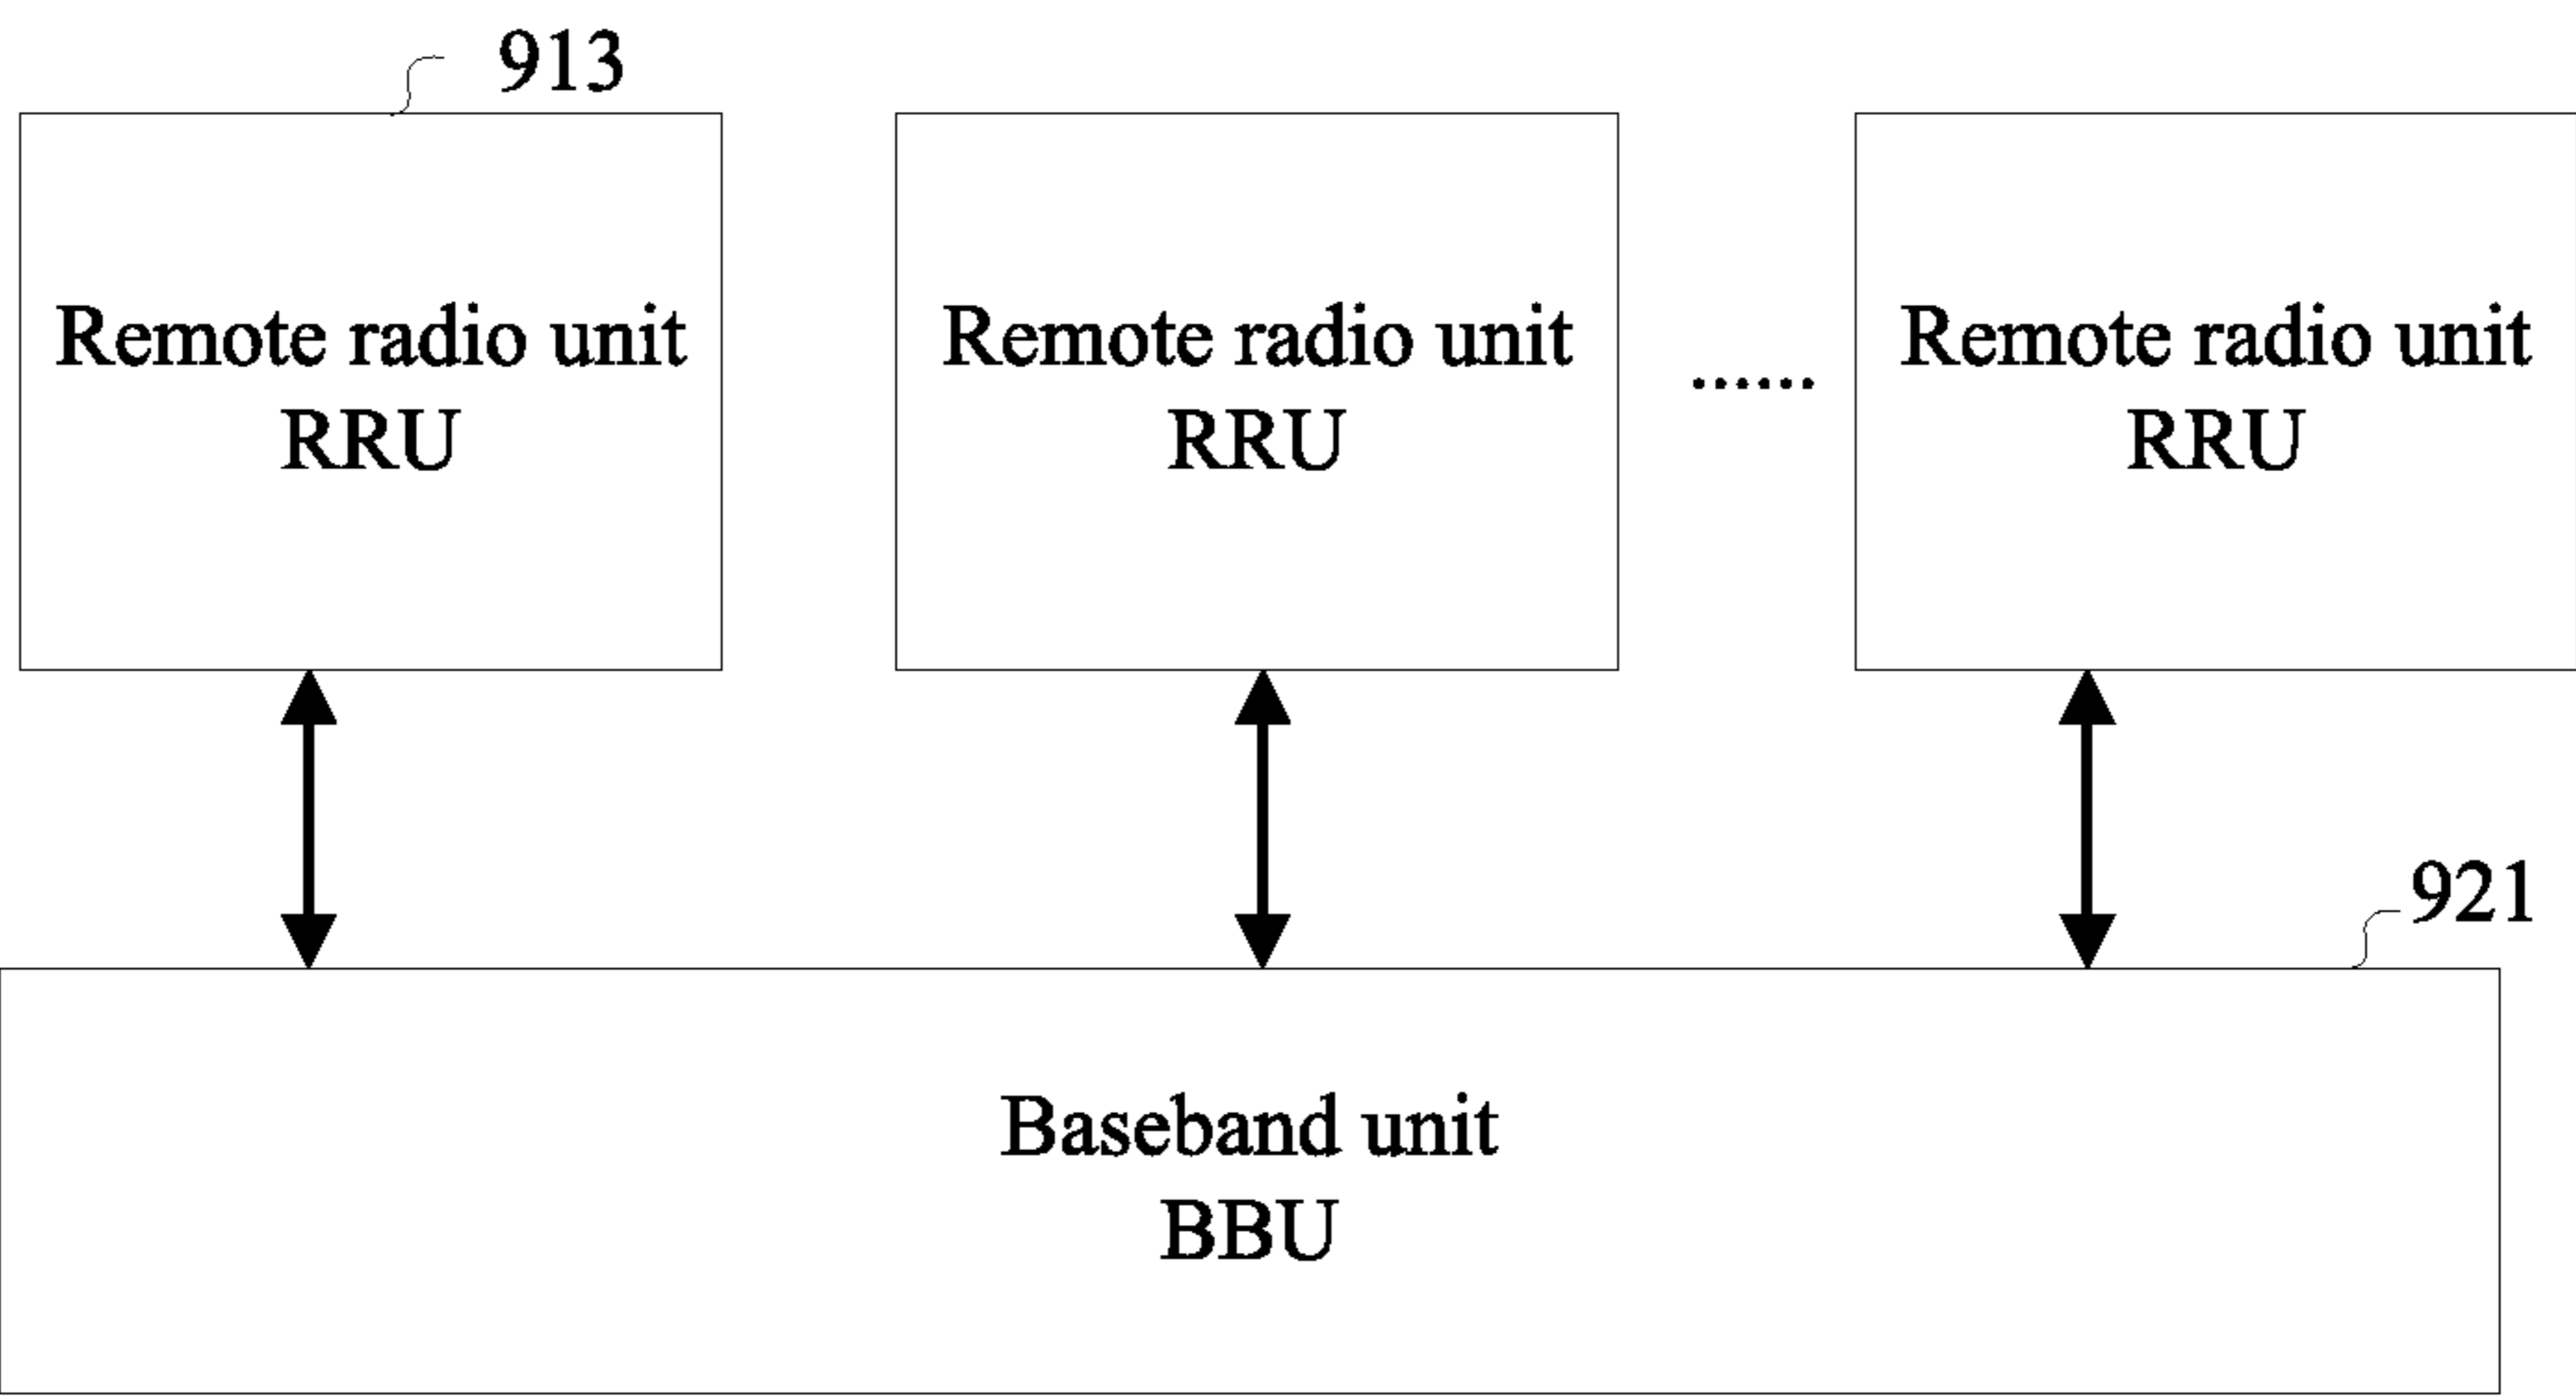 913
Remote radio unit
RRU
Remote radio unit
RRU
......
Remote radio unit
RRU
921
Baseband unit
BBU